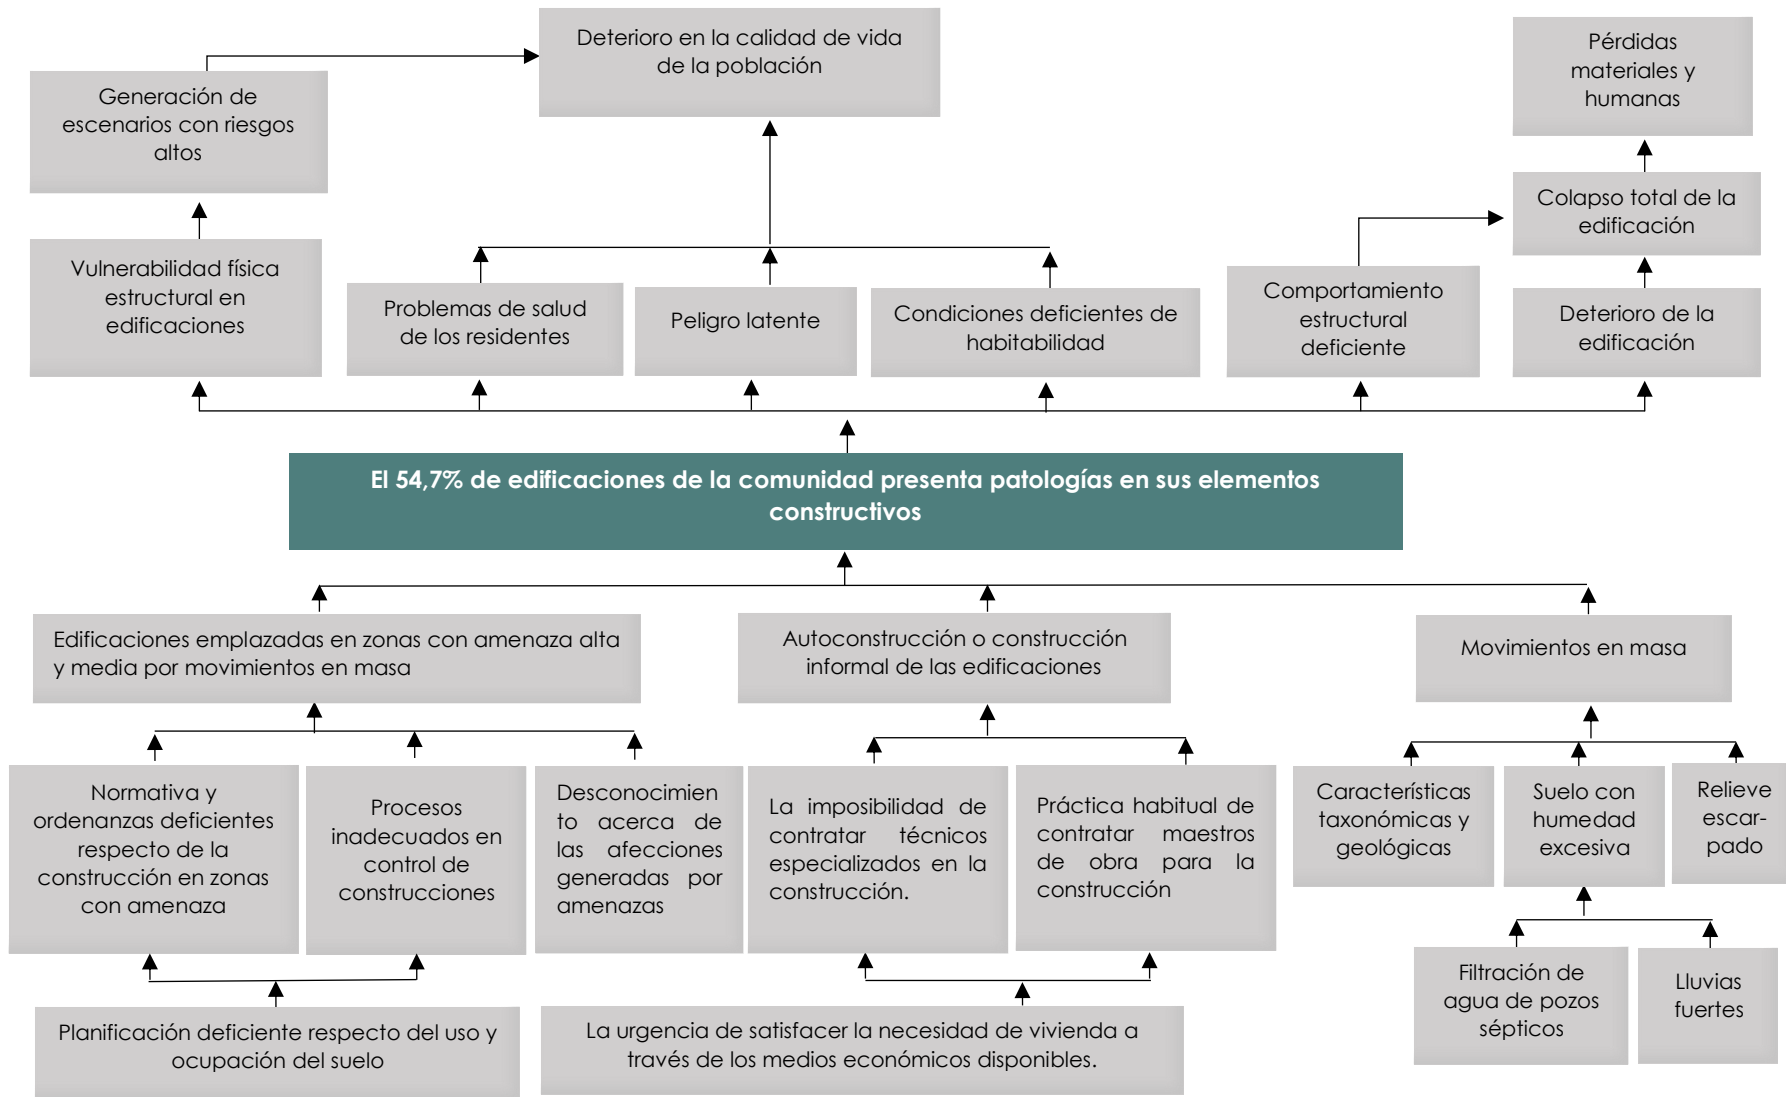 Deterioro en la calidad de vida
de la población
Pérdidas
materiales y
humanas
Generación de
escenarios con riesgos
altos
Colapso total de la
edificación
Vulnerabilidad física
estructural en
edificaciones
Problemas de salud
de los residentes
Peligro latente
Condiciones deficientes de
habitabilidad
Comportamiento
estructural
deficiente
Deterioro de la
edificación
El 54,7% de edificaciones de la comunidad presenta patologías en sus elementos
constructivos
Edificaciones emplazadas en zonas con amenaza alta
y media por movimientos en masa
Autoconstrucción o construcción
informal de las edificaciones
Movimientos en masa
Normativa y
ordenanzas deficientes
respecto de la
construcción en zonas
con amenaza
Procesos
inadecuados en
control de
construcciones
Desconocimien
to acerca de
las afecciones
generadas por
amenazas
La imposibilidad de
contratar técnicos
especializados en la
construcción.
Práctica habitual de
contratar maestros
de obra para la
construcción
Características
taxonómicas y
geológicas
Suelo con
humedad
excesiva
Relieve
escar-
pado
Planificación deficiente respecto del uso y
ocupación del suelo
La urgencia de satisfacer la necesidad de vivienda a
través de los medios económicos disponibles.
Filtración de
agua de pozos
sépticos
Lluvias
fuertes